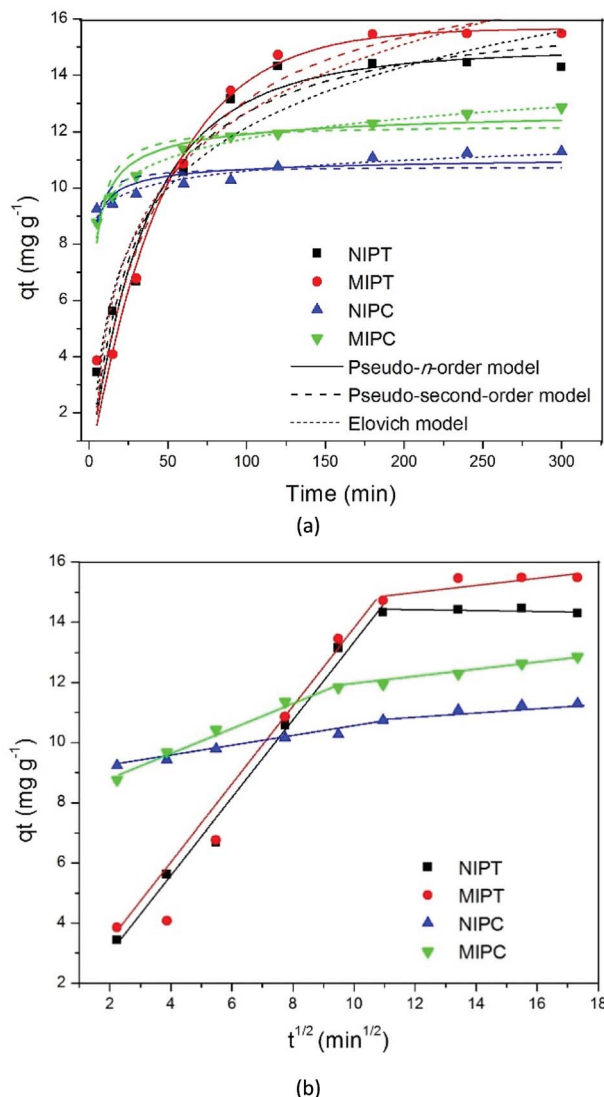 qt (mg g⁻¹)
16
14
12
10
8
6
4
2
NIPT
MIPT
NIPC
MIPC
Pseudo-n-order model
Pseudo-second-order model
Elovich model
0 50 100 150 200 250 300
Time (min)
(a)
qt (mg g⁻¹)
16
14
12
10
8
6
4
2
NIPT
MIPT
NIPC
MIPC
2 4 6 8 10 12 14 16 18
t^1/2 (min^1/2)
(b)